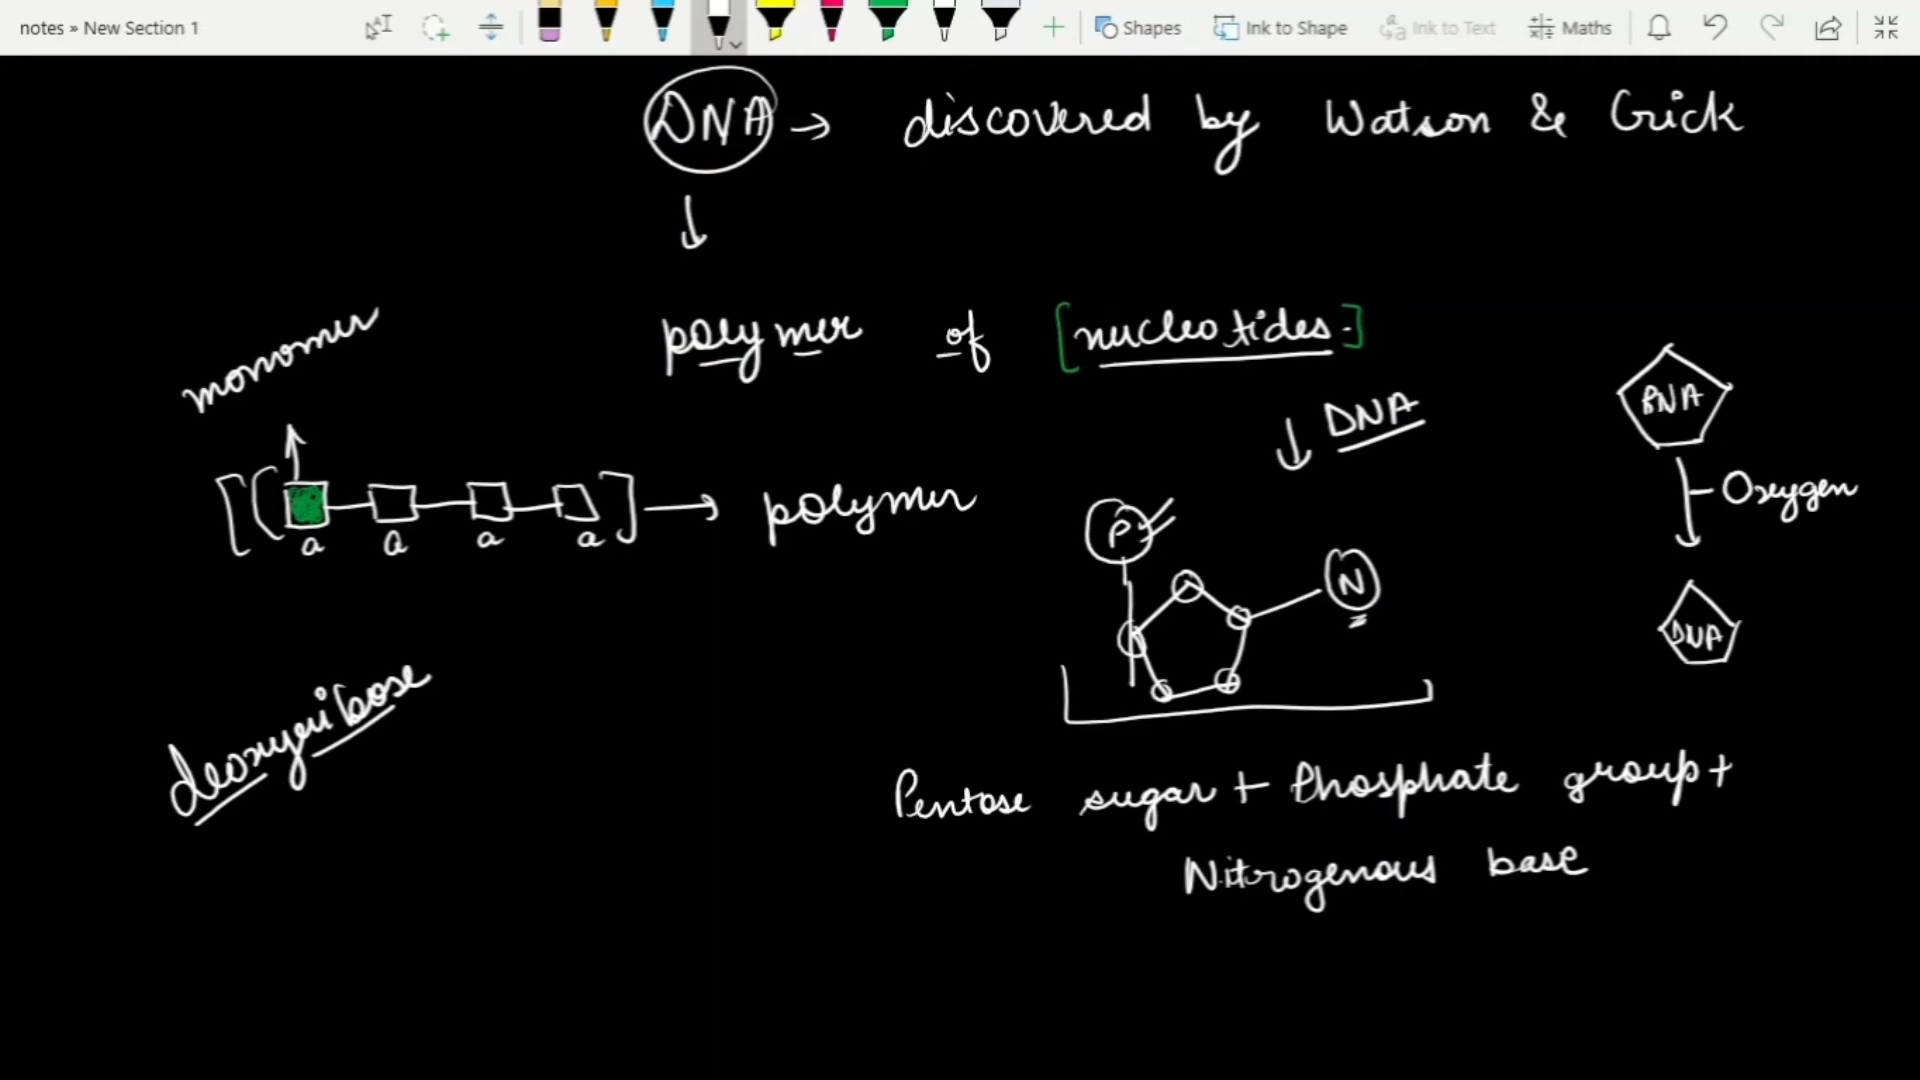 notes » New Section 1
Shapes
Ink to Shape
Ink to Text
Maths
DNA → discovered by Watson & Crick
↓
polymer of [nucleotides.]
monomer
a a a a
→ polymer
↓ DNA
P
N
RNA
- Oxygen
DNA
deoxyribose
Pentose sugar + Phosphate group +
Nitrogenous base